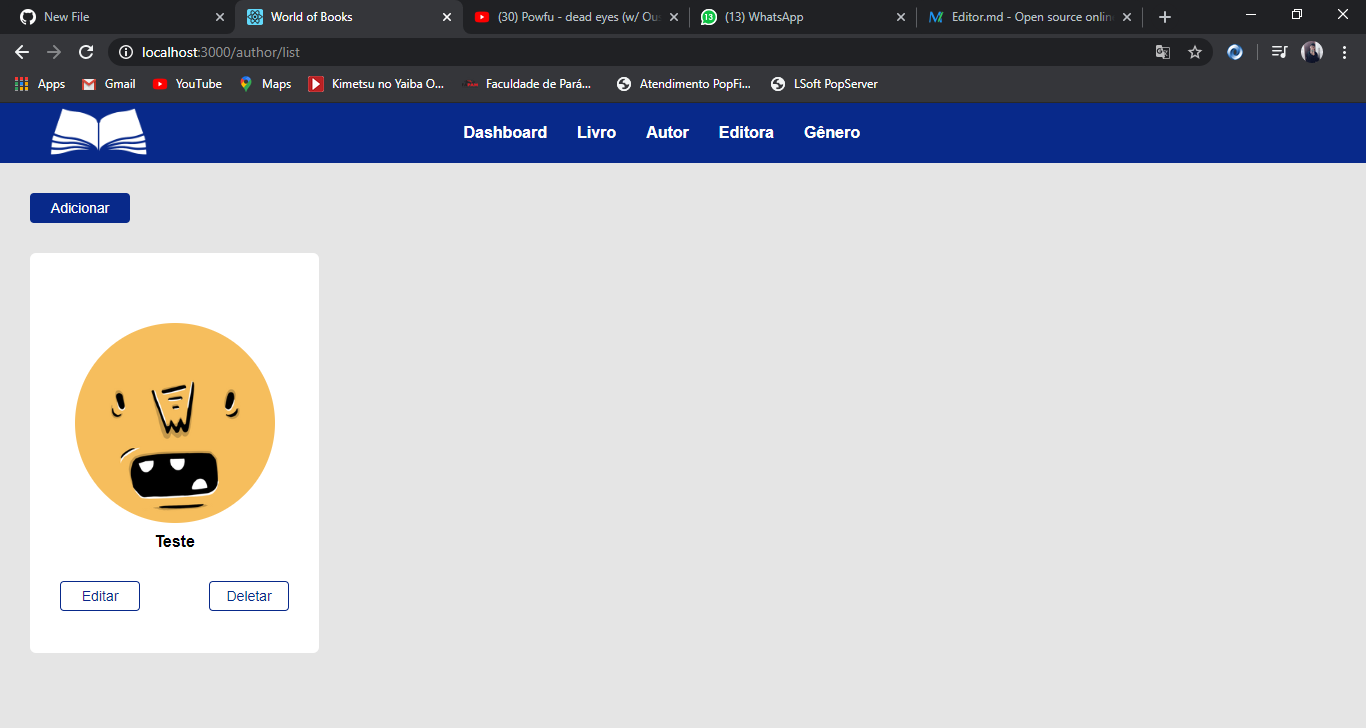 New File
World of Books
(30) Powfu - dead eyes (w/ Ou
13
(13) WhatsApp
Editor.md - Open source onlin
localhost:3000/author/list
Apps
Gmail
YouTube
Maps
Kimetsu no Yaiba O...
Faculdade de Pará...
Atendimento PopFi...
LSoft PopServer
Dashboard
Livro
Autor
Editora
Gênero
Adicionar
Teste
Editar
Deletar